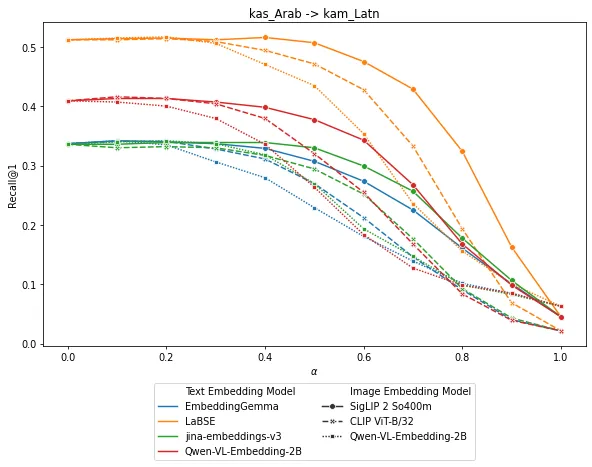 kas_Arab -> kam_Latn
Recall@1
0.5
0.4
0.3
0.2
0.1
0.0
0.0 0.2 0.4 0.6 0.8 1.0
α
Text Embedding Model Image Embedding Model
EmbeddingGemma SigLIP 2 So400m
LaBSE CLIP ViT-B/32
jina-embeddings-v3 Qwen-VL-Embedding-2B
Qwen-VL-Embedding-2B